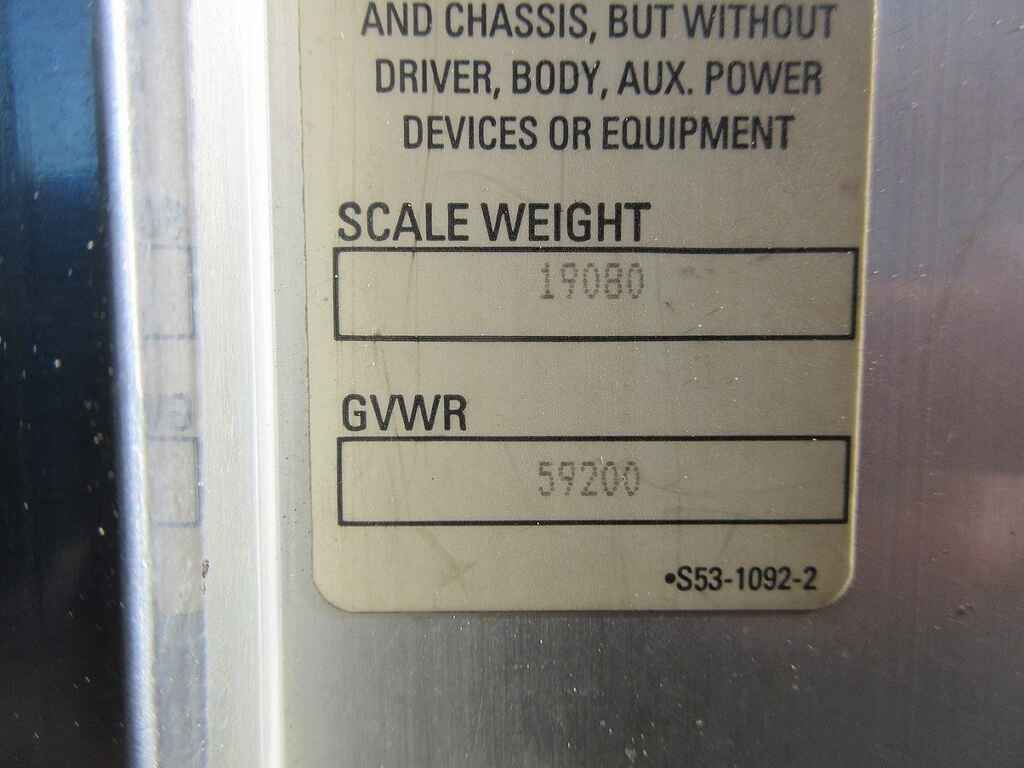 AND CHASSIS, BUT WITHOUT
DRIVER, BODY, AUX. POWER
DEVICES OR EQUIPMENT
SCALE WEIGHT
19080
GVWR
59200
•S53-1092-2